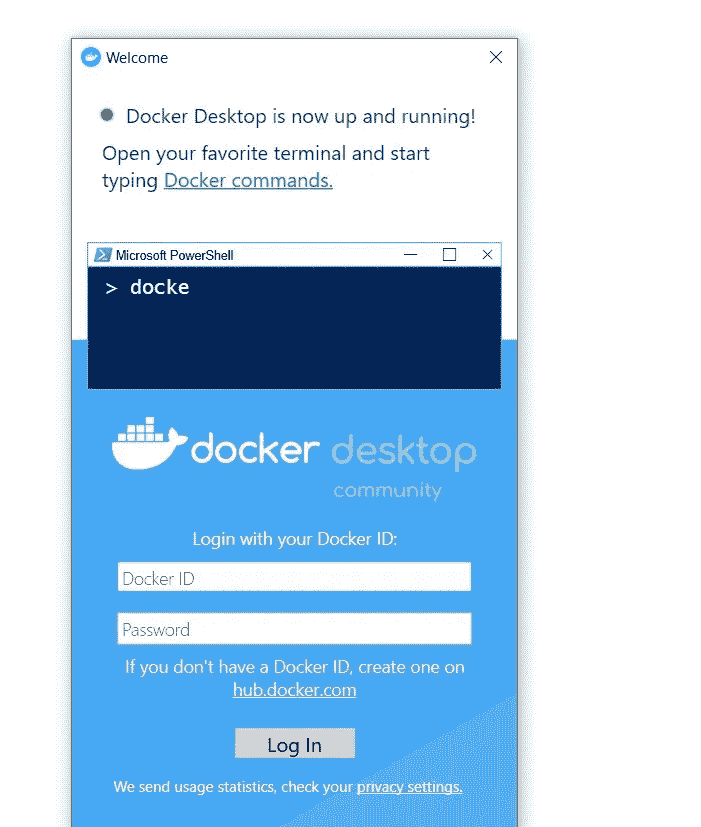 Welcome
Docker Desktop is now up and running!
Open your favorite terminal and start
typing Docker commands.
Microsoft PowerShell
> docke
docker desktop
community
Login with your Docker ID:
Docker ID
Password
If you don't have a Docker ID, create one on
hub.docker.com
Log In
We send usage statistics, check your privacy settings.